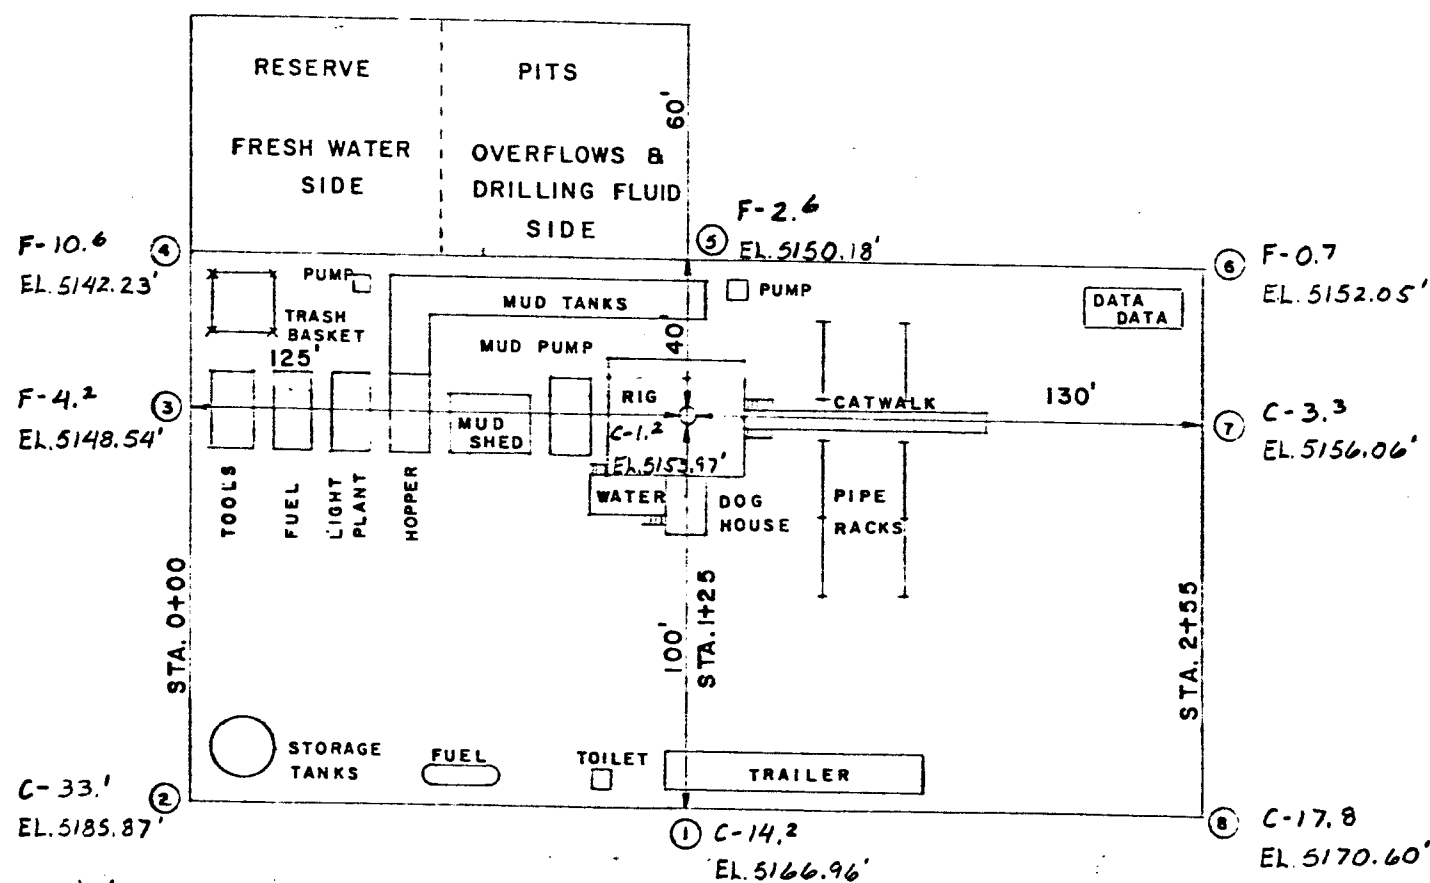 RESERVE PITS
60'
FRESH WATER
SIDE
OVERFLOWS &
DRILLING FLUID
SIDE
F-10.6
EL. 5142.23'
4
F-2.6
5
EL. 5150.18'
6
F-0.7
EL. 5152.05'
PUMP
TRASH
BASKET
MUD TANKS
PUMP
DATA
DATA
125'
MUD PUMP
40
F-4.2
3
EL. 5148.54'
RIG
C-1.2
EL. 5153.97'
MUD
SHED
CATWALK
130'
C-3.3
7
EL. 5156.06'
TOOLS
FUEL
LIGHT
PLANT
HOPPER
WATER
DOG
HOUSE
PIPE
RACKS
STA. 0+00
100'
STA. 1+25
STA. 2+55
STORAGE
TANKS
FUEL
TOILET
TRAILER
C-33.1
2
EL. 5185.87'
1
C-14.2
EL. 5166.96'
8
C-17.8
EL. 5170.60'